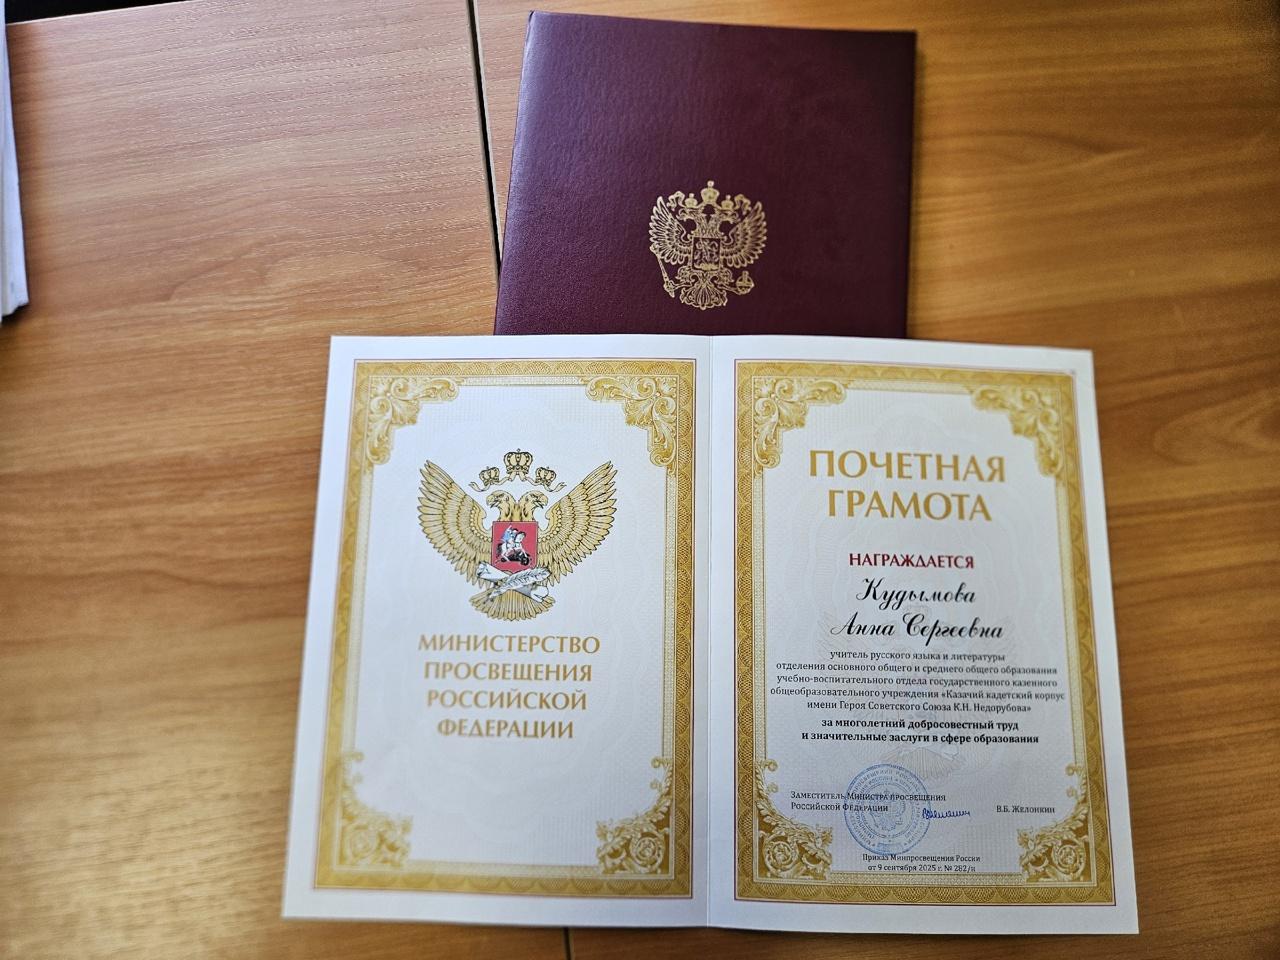 МИНИСТЕРСТВО
ПРОСВЕЩЕНИЯ
РОССИЙСКОЙ
ФЕДЕРАЦИИ
ПОЧЕТНАЯ
ГРАМОТА
НАГРАЖДАЕТСЯ
Кудымова
Анна Сергеевна
учитель русского языка и литературы
отделения основного общего и среднего общего образования
учебно-воспитательного отдела государственного казенного
общеобразовательного учреждения «Казачий кадетский корпус
имени Героя Советского Союза К.Н. Недорубова»
за многолетний добросовестный труд
и значительные заслуги в сфере образования
Заместитель Министра просвещения
Российской Федерации
В.Б. Желонкин
Приказ Минпросвещения России
от 9 сентября 2025 г. № 282/н